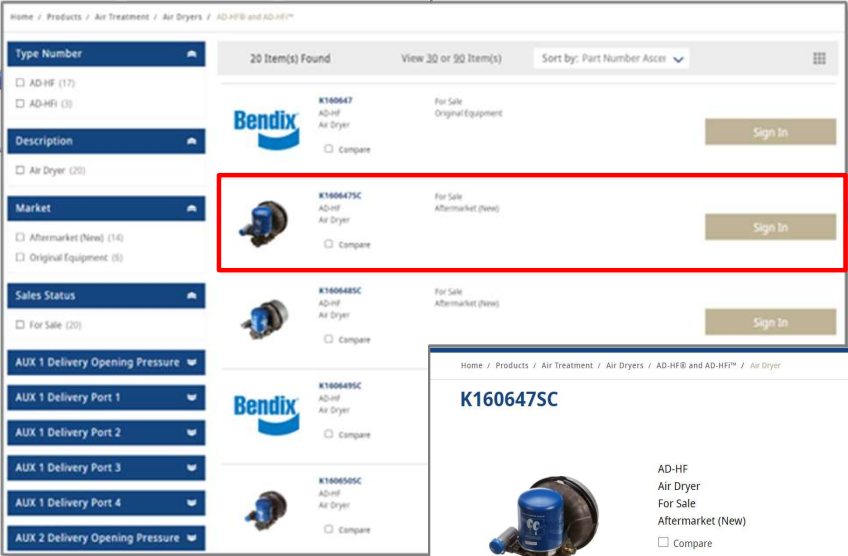 Home / Products / Air Treatment / Air Dryers / AD-HF® and AD-HFi™
Type Number
AD-HF (17)
AD-HFi (3)
Description
Air Dryer (20)
Market
Aftermarket (New) (14)
Original Equipment (6)
Sales Status
For Sale (20)
AUX 1 Delivery Opening Pressure
AUX 1 Delivery Port 1
AUX 1 Delivery Port 2
AUX 1 Delivery Port 3
AUX 1 Delivery Port 4
AUX 2 Delivery Opening Pressure
20 Item(s) Found View 30 or 90 Item(s) Sort by: Part Number Ascer
Bendix
K160647
AD-HF
Air Dryer
Compare
For Sale
Original Equipment
Sign In
K160647SC
AD-HF
Air Dryer
Compare
For Sale
Aftermarket (New)
Sign In
K160648SC
AD-HF
Air Dryer
Compare
For Sale
Aftermarket (New)
Sign In
Bendix
K160649SC
AD-HF
Air Dryer
Compare
K160650SC
AD-HF
Air Dryer
Compare
Home / Products / Air Treatment / Air Dryers / AD-HF® and AD-HFi™ / Air Dryer
K160647SC
AD-HF
Air Dryer
For Sale
Aftermarket (New)
Compare